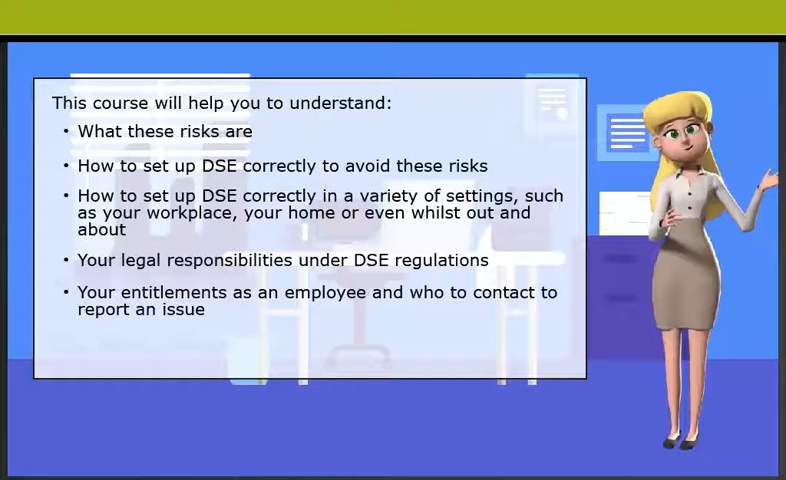 This course will help you to understand:
• What these risks are
• How to set up DSE correctly to avoid these risks
• How to set up DSE correctly in a variety of settings, such
as your workplace, your home or even whilst out and
about
• Your legal responsibilities under DSE regulations
• Your entitlements as an employee and who to contact to
report an issue